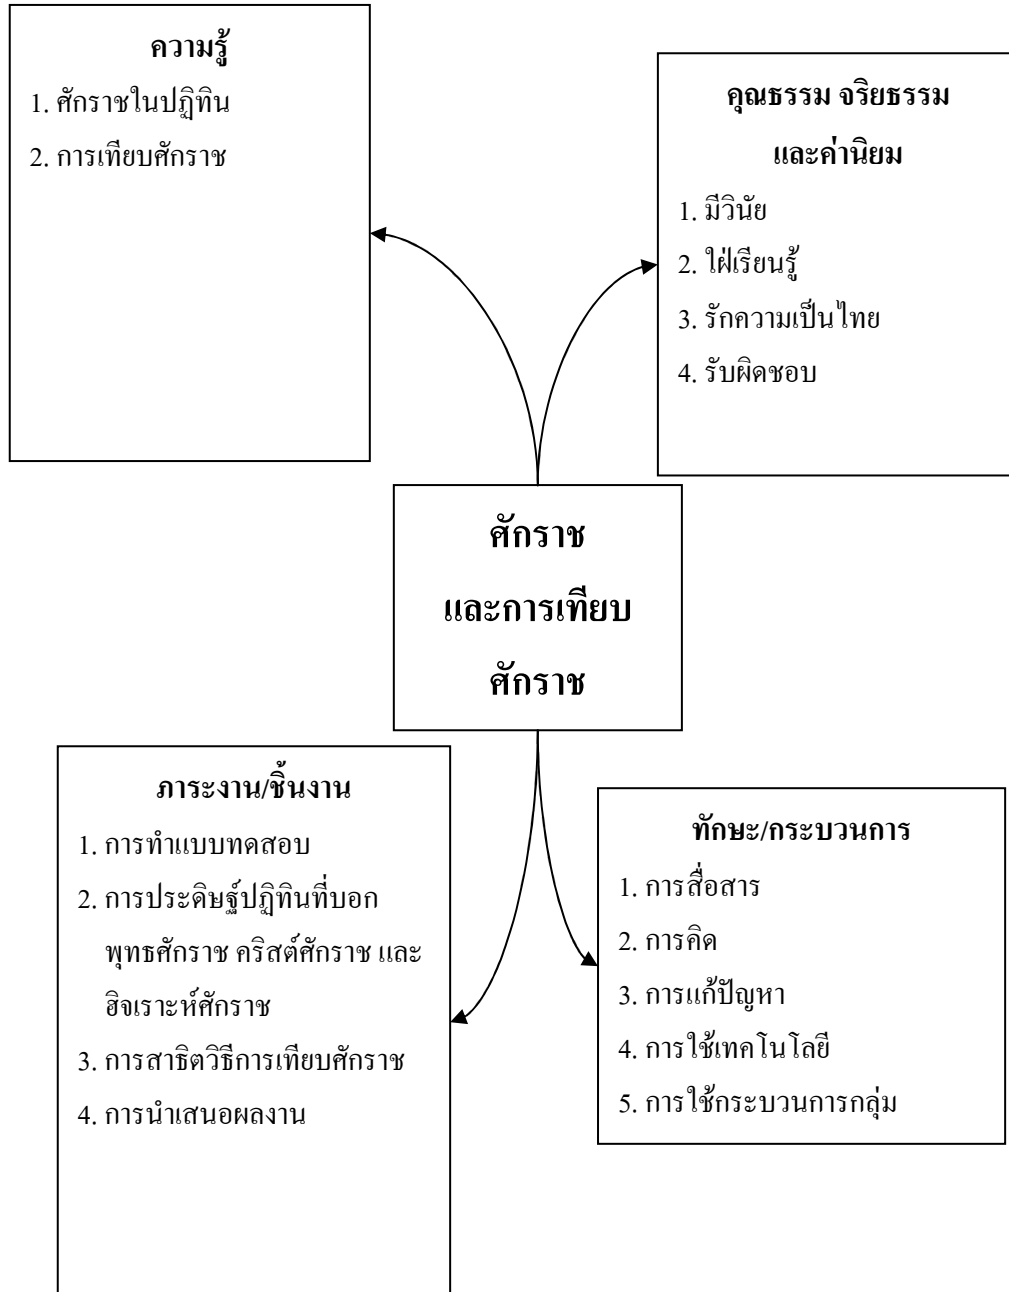 ความรู้
1. ศักราชในปฏิทิน
2. การเทียบศักราช
คุณธรรม จริยธรรม
และค่านิยม
1. มีวินัย
2. ใฝ่เรียนรู้
3. รักความเป็นไทย
4. รับผิดชอบ
ศักราช
และการเทียบ
ศักราช
ภาระงาน/ชิ้นงาน
1. การทำแบบทดสอบ
2. การประดิษฐ์ปฏิทินที่บอก
พุทธศักราช คริสต์ศักราช และ
ฮิจเราะห์ศักราช
3. การสาธิตวิธีการเทียบศักราช
4. การนำเสนอผลงาน
ทักษะ/กระบวนการ
1. การสื่อสาร
2. การคิด
3. การแก้ปัญหา
4. การใช้เทคโนโลยี
5. การใช้กระบวนการกลุ่ม